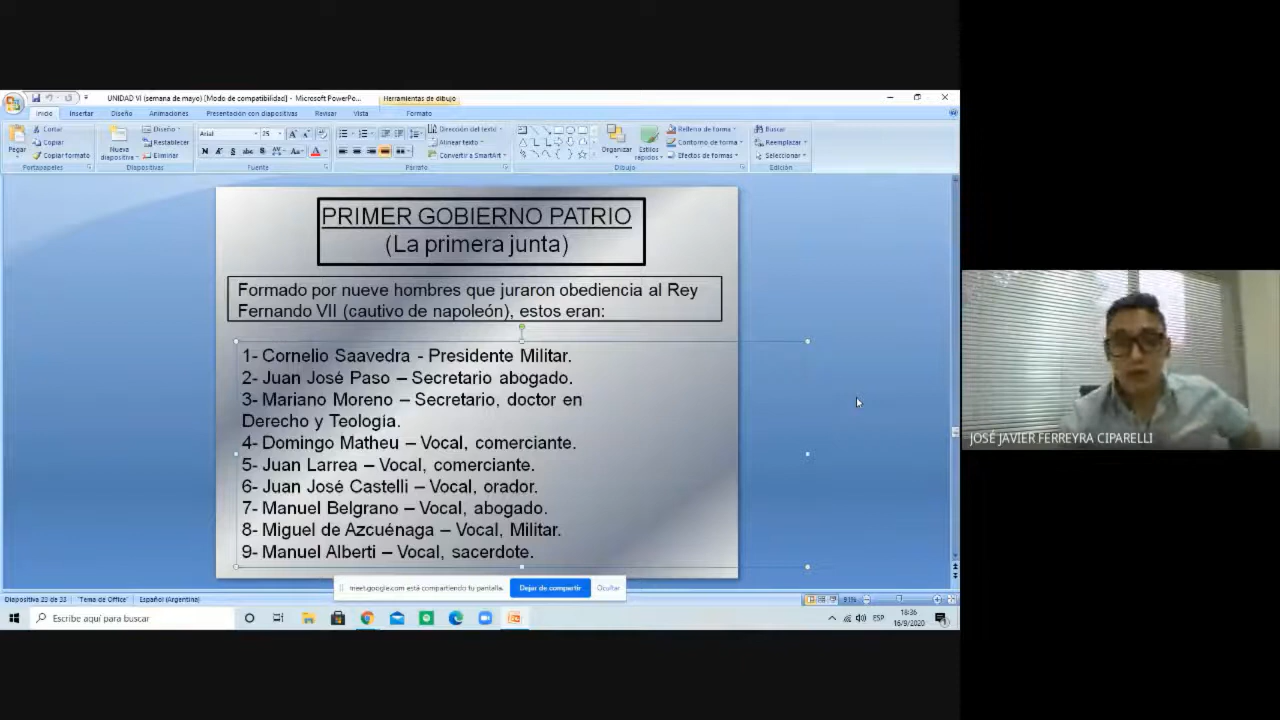 UNIDAD VI (semana de mayo) [Modo de compatibilidad] - Microsoft PowerPo...
Herramientas de dibujo
Inicio Insertar Diseño Animaciones Presentación con diapositivas Revisar Vista Formato
Pegar
Cortar
Copiar
Copiar formato
Portapapeles
Nueva diapositiva
Diseño
Restablecer
Eliminar
Diapositivas
Arial 25
Fuente
Dirección del texto
Alinear texto
Convertir a SmartArt
Párrafo
Organizar
Estilos rápidos
Relleno de forma
Contorno de forma
Efectos de formas
Dibujo
Buscar
Reemplazar
Seleccionar
Edición
PRIMER GOBIERNO PATRIO
(La primera junta)
Formado por nueve hombres que juraron obediencia al Rey
Fernando VII (cautivo de napoleón), estos eran:
1- Cornelio Saavedra - Presidente Militar.
2- Juan José Paso – Secretario abogado.
3- Mariano Moreno – Secretario, doctor en
Derecho y Teología.
4- Domingo Matheu – Vocal, comerciante.
5- Juan Larrea – Vocal, comerciante.
6- Juan José Castelli – Vocal, orador.
7- Manuel Belgrano – Vocal, abogado.
8- Miguel de Azcuénaga – Vocal, Militar.
9- Manuel Alberti – Vocal, sacerdote.
meet.google.com está compartiendo tu pantalla. Dejar de compartir Ocultar
JOSÉ JAVIER FERREYRA CIPARELLI
Diapositiva 23 de 33 "Tema de Office" Español (Argentina) 91%
Escribe aquí para buscar
ESP
18:36
16/9/2020